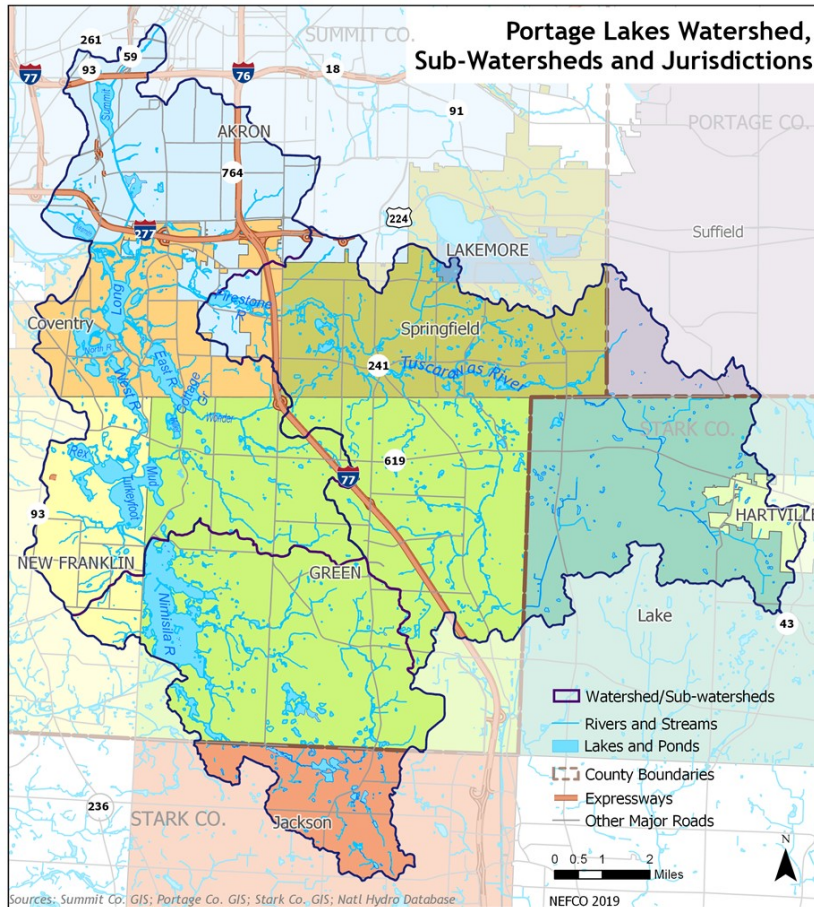 Portage Lakes Watershed,
Sub-Watersheds and Jurisdictions
SUMMIT CO.
261
59
93
77
76
18
Summit
91
PORTAGE CO.
AKRON
764
224
Suffield
277
LAKEMORE
Long
Firestone
R
Coventry
Springfield
North R
East R
241
Tuscarawas River
West R
Cottage
Gr
STARK CO.
Wonder
619
Rex
Mud
77
Turkeyfoot
93
HARTVILLE
NEW FRANKLIN
GREEN
Nimisila R
Lake
43
Watershed/Sub-watersheds
Rivers and Streams
Lakes and Ponds
County Boundaries
Expressways
Other Major Roads
236
STARK CO.
Jackson
0 0.5 1 2
Miles
N
Sources: Summit Co. GIS; Portage Co. GIS; Stark Co. GIS; Natl Hydro Database
NEFCO 2019